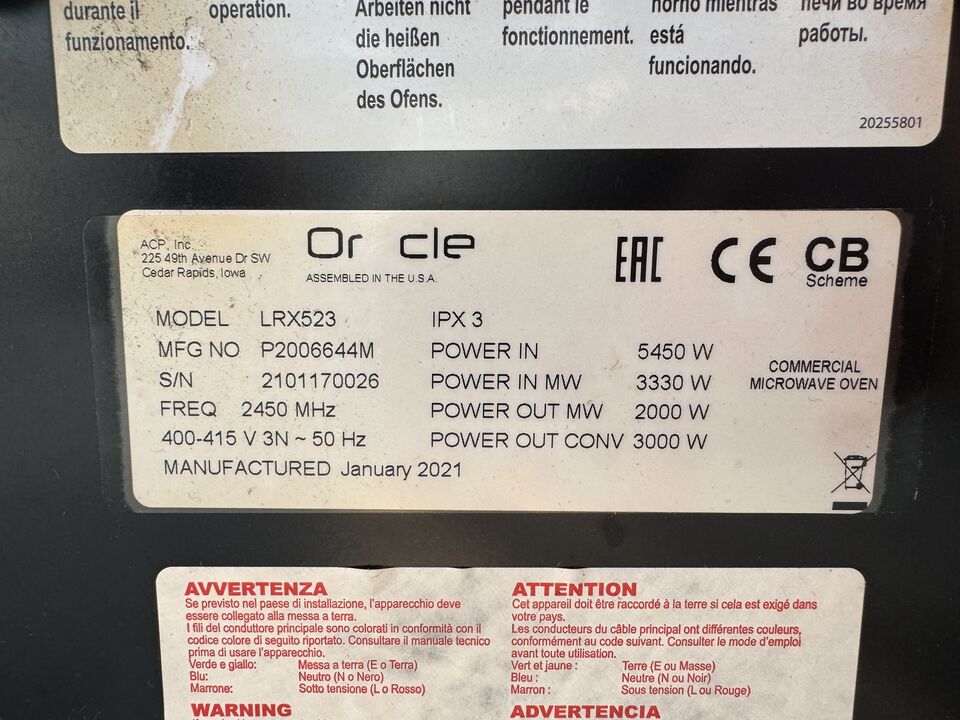 durante il
funzionamento.
operation.
Arbeiten nicht
die heißen
Oberflächen
des Ofens.
pendant le
fonctionnement.
horno mientras
está
funcionando.
печи во время
работы.
20255801
ACP, Inc.
225 49th Avenue Dr SW
Cedar Rapids, Iowa
Or cle
ASSEMBLED IN THE U.S.A.
EAC CE CB
Scheme
MODEL LRX523
MFG NO P2006644M
S/N 2101170026
FREQ 2450 MHz
400-415 V 3N ~ 50 Hz
MANUFACTURED January 2021
IPX 3
POWER IN 5450 W
POWER IN MW 3330 W
POWER OUT MW 2000 W
POWER OUT CONV 3000 W
COMMERCIAL
MICROWAVE OVEN
AVVERTENZA
Se previsto nel paese di installazione, l'apparecchio deve
essere collegato alla messa a terra.
I fili del conduttore principale sono colorati in conformità con il
codice colore di seguito riportato. Consultare il manuale tecnico
prima di usare l'apparecchio.
Verde e giallo: Messa a terra (E o Terra)
Blu: Neutro (N o Nero)
Marrone: Sotto tensione (L o Rosso)
WARNING
ATTENTION
Cet appareil doit être raccordé à la terre si cela est exigé dans
votre pays.
Les conducteurs du câble principal ont différentes couleurs,
conformément au code suivant. Consulter le mode d'emploi
avant toute utilisation.
Vert et jaune : Terre (E ou Masse)
Bleu : Neutre (N ou Noir)
Marron : Sous tension (L ou Rouge)
ADVERTENCIA